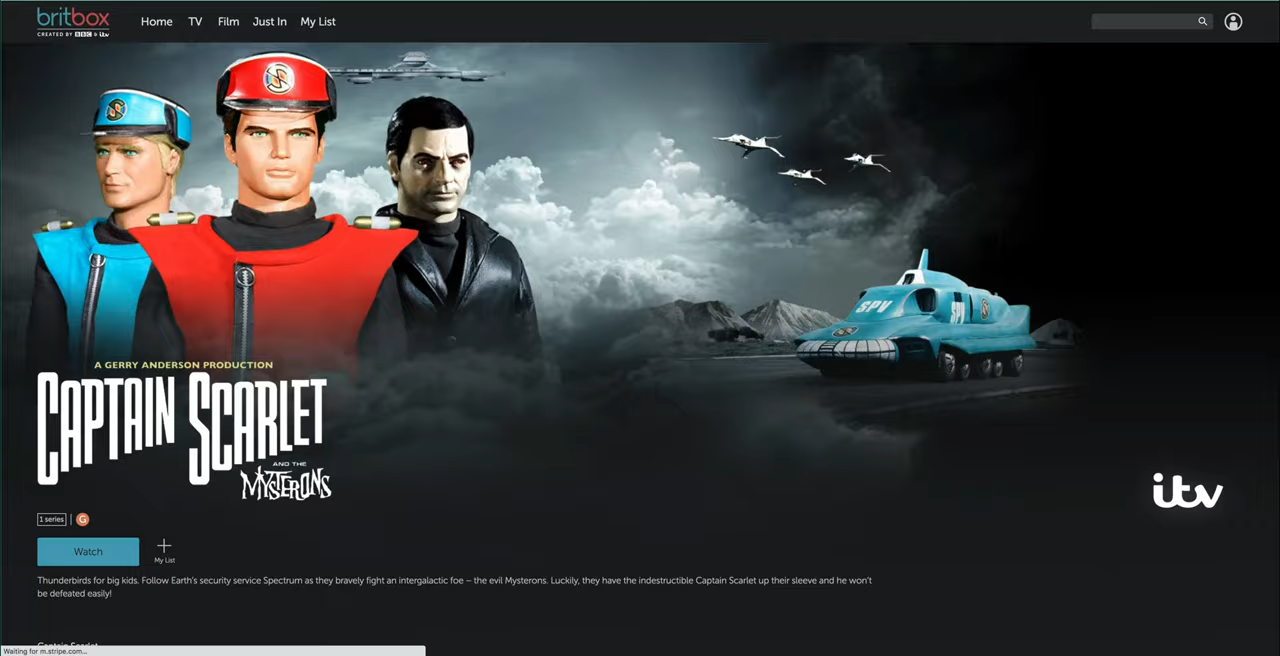 britbox
CREATED BY BBC & itv
Home TV Film Just In My List
SPV SPV
A GERRY ANDERSON PRODUCTION
CAPTAIN SCARLET
AND THE
MYSTERONS
itv
1 series | G
Watch
My List
Thunderbirds for big kids. Follow Earth's security service Spectrum as they bravely fight an intergalactic foe – the evil Mysterons. Luckily, they have the indestructible Captain Scarlet up their sleeve and he won't
be defeated easily!
Captain Scarlet
Waiting for m.stripe.com...